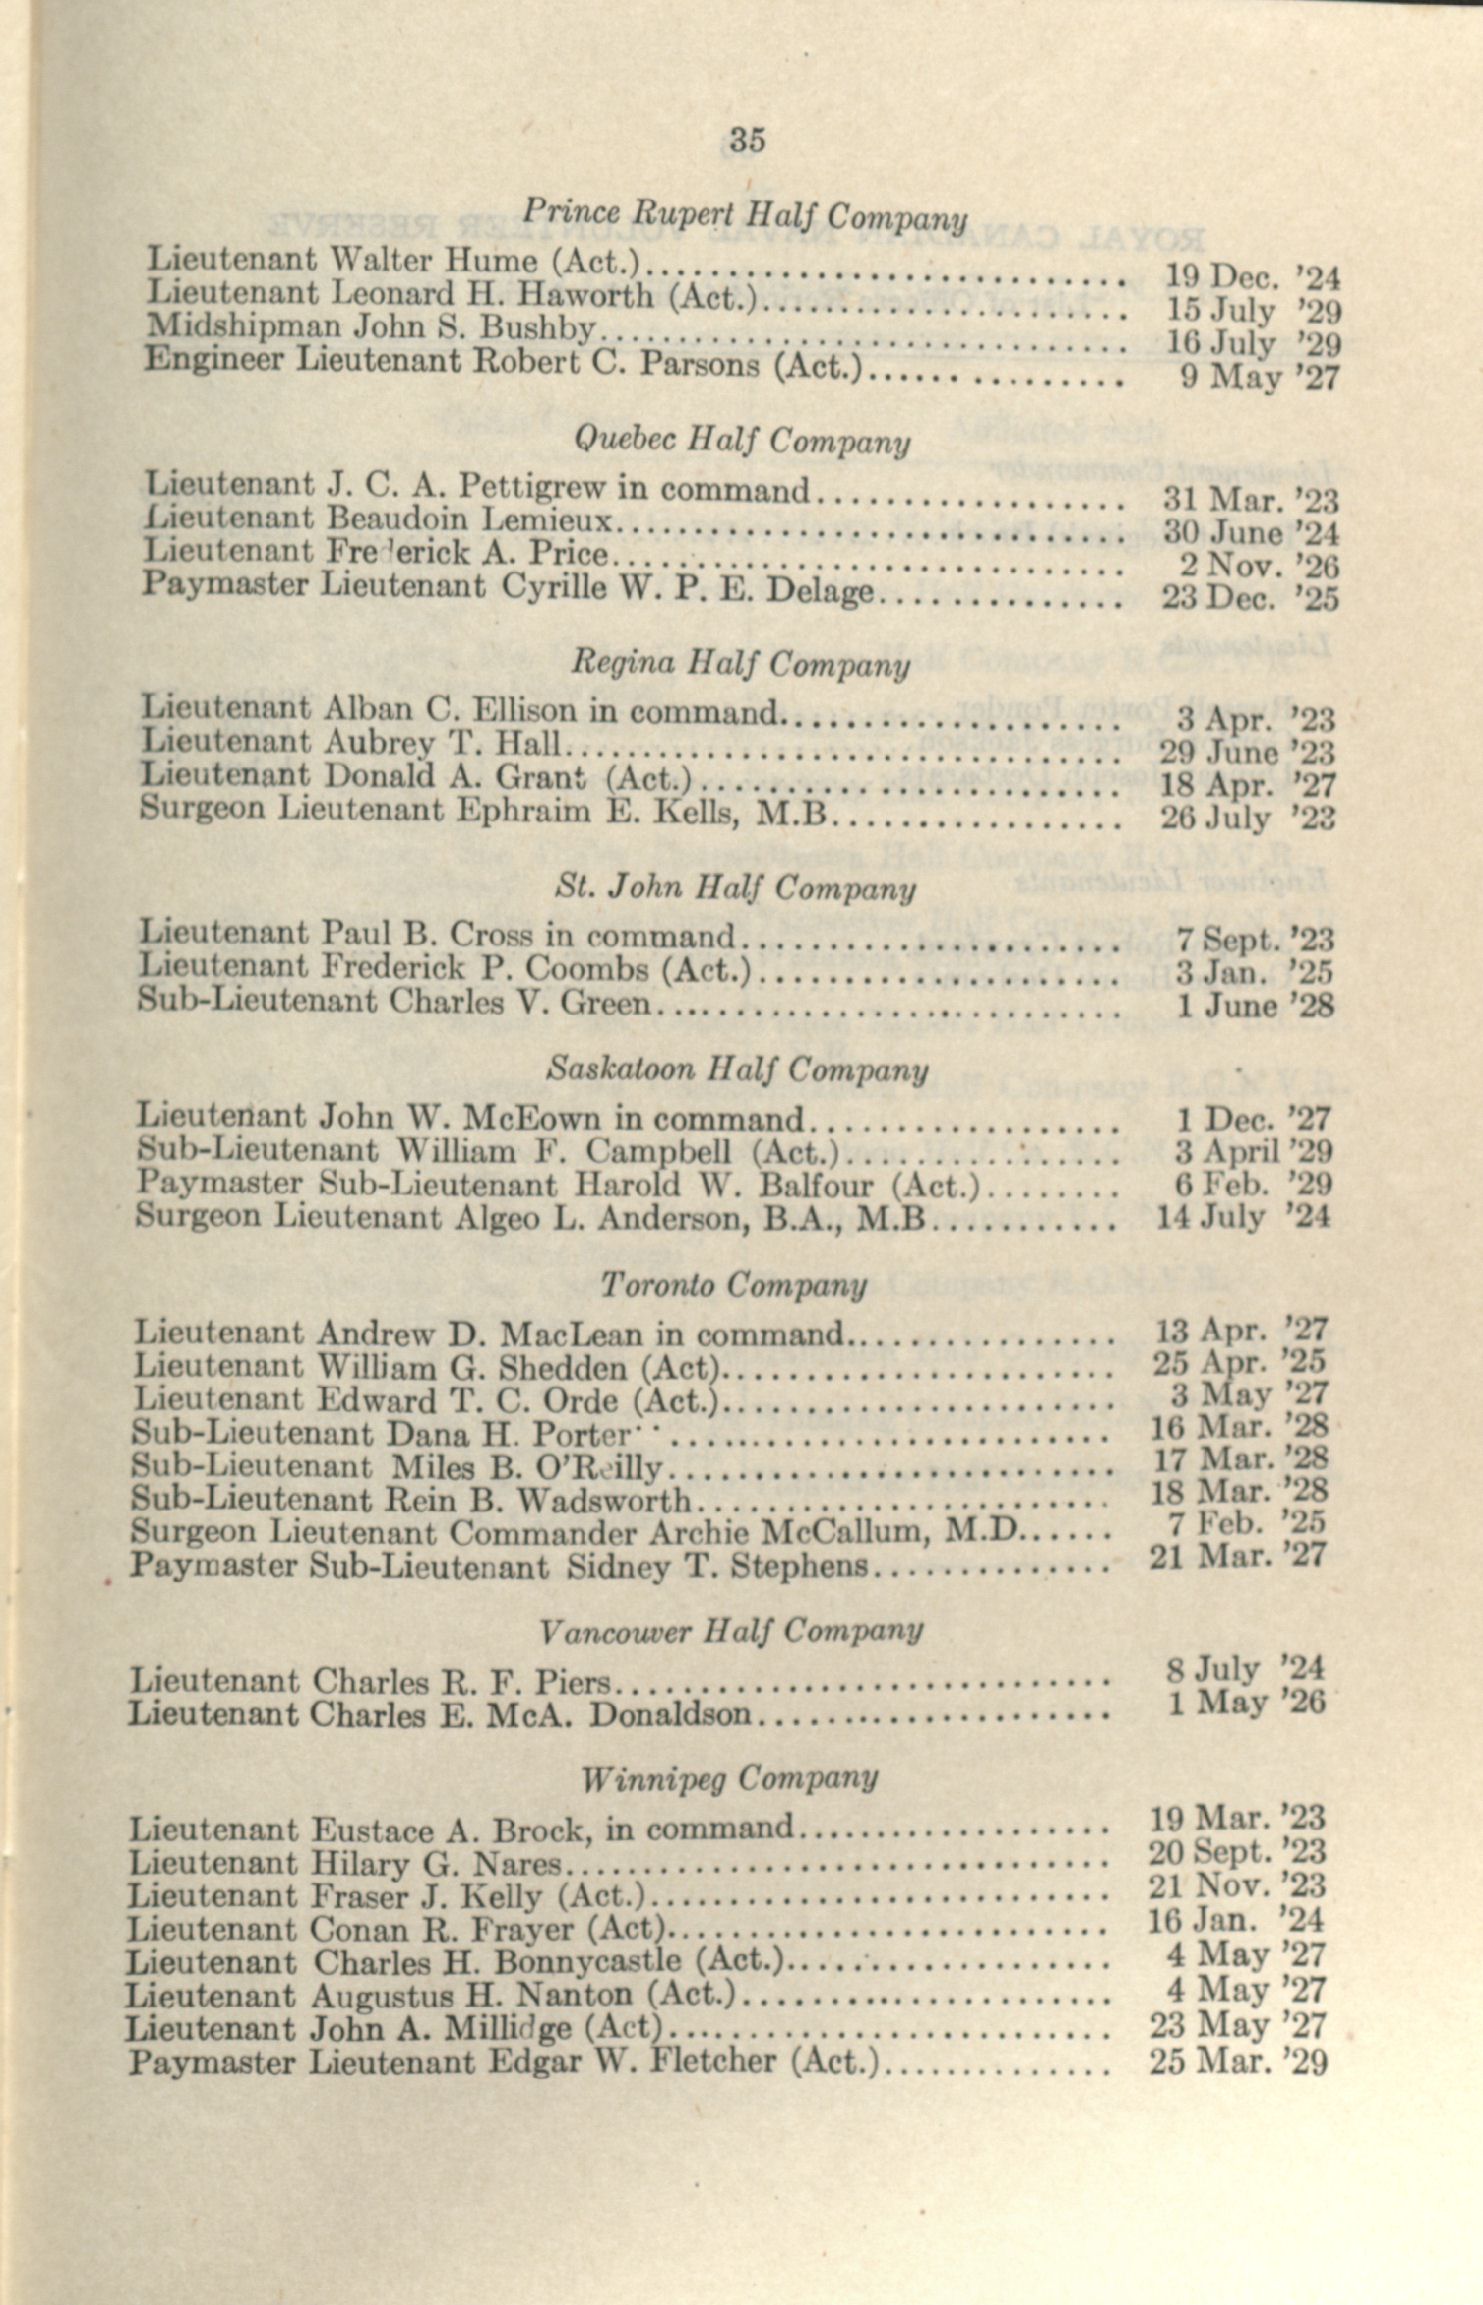 35
Prince Rupert Half Company
Lieutenant Walter Hume (Act.).............................. 19 Dec. '24
Lieutenant Leonard H. Haworth (Act.)....................... 15 July '29
Midshipman John S. Bushby.................................. 16 July '29
Engineer Lieutenant Robert C. Parsons (Act.)................ 9 May '27
Quebec Half Company
Lieutenant J. C. A. Pettigrew in command................... 31 Mar. '23
Lieutenant Beaudoin Lemieux................................ 30 June '24
Lieutenant Frederick A. Price.............................. 2 Nov. '26
Paymaster Lieutenant Cyrille W. P. E. Delage............... 23 Dec. '25
Regina Half Company
Lieutenant Alban C. Ellison in command..................... 3 Apr. '23
Lieutenant Aubrey T. Hall.................................. 29 June '23
Lieutenant Donald A. Grant (Act.).......................... 18 Apr. '27
Surgeon Lieutenant Ephraim E. Kells, M.B................... 26 July '23
St. John Half Company
Lieutenant Paul B. Cross in command........................ 7 Sept. '23
Lieutenant Frederick P. Coombs (Act.)...................... 3 Jan. '25
Sub-Lieutenant Charles V. Green............................ 1 June '28
Saskatoon Half Company
Lieutenant John W. McEown in command................... 1 Dec. '27
Sub-Lieutenant William F. Campbell (Act.).................. 3 April '29
Paymaster Sub-Lieutenant Harold W. Balfour (Act.)......... 6 Feb. '29
Surgeon Lieutenant Algeo L. Anderson, B.A., M.B............ 14 July '24
Toronto Company
Lieutenant Andrew D. MacLean in command................. 13 Apr. '27
Lieutenant William G. Shedden (Act)......................... 25 Apr. '25
Lieutenant Edward T. C. Orde (Act.)......................... 3 May '27
Sub-Lieutenant Dana H. Porter............................. 16 Mar. '28
Sub-Lieutenant Miles B. O'Reilly............................. 17 Mar. '28
Sub-Lieutenant Rein B. Wadsworth.......................... 18 Mar. '28
Surgeon Lieutenant Commander Archie McCallum, M.D...... 7 Feb. '25
Paymaster Sub-Lieutenant Sidney T. Stephens............... 21 Mar. '27
Vancouver Half Company
Lieutenant Charles R. F. Piers............................... 8 July '24
Lieutenant Charles E. McA. Donaldson....................... 1 May '26
Winnipeg Company
Lieutenant Eustace A. Brock, in command.................... 19 Mar. '23
Lieutenant Hilary G. Nares.................................. 20 Sept. '23
Lieutenant Fraser J. Kelly (Act.)............................. 21 Nov. '23
Lieutenant Conan R. Frayer (Act)............................ 16 Jan. '24
Lieutenant Charles H. Bonnycastle (Act.)..................... 4 May '27
Lieutenant Augustus H. Nanton (Act.)........................ 4 May '27
Lieutenant John A. Millidge (Act)............................ 23 May '27
Paymaster Lieutenant Edgar W. Fletcher (Act.)............... 25 Mar. '29